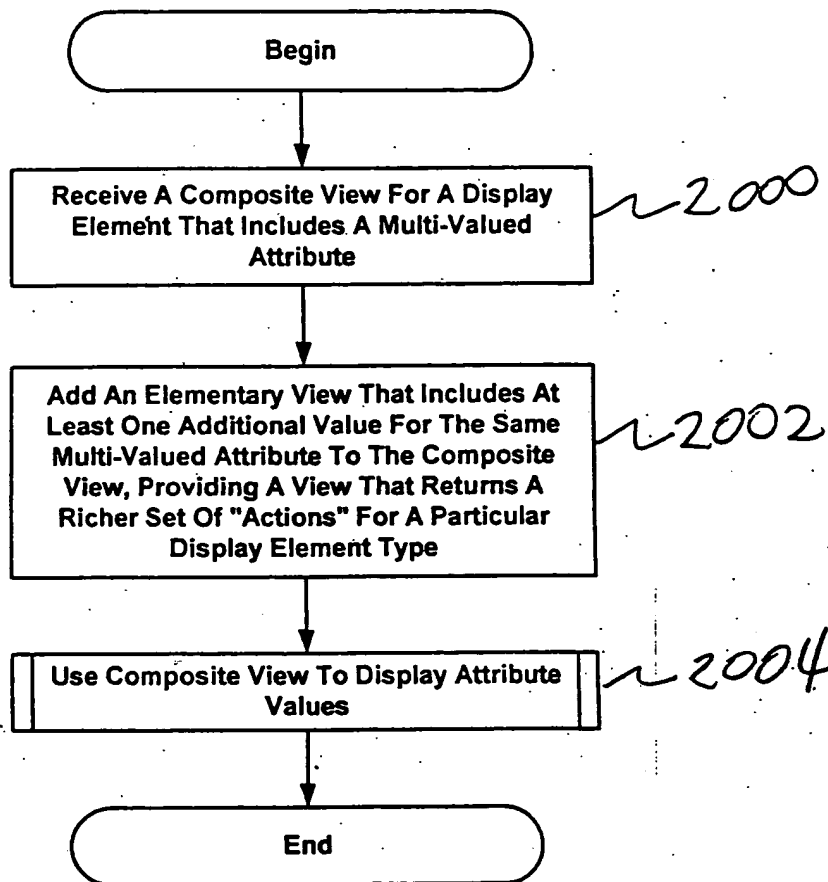 Begin
Receive A Composite View For A Display
Element That Includes A Multi-Valued
Attribute
2000
Add An Elementary View That Includes At
Least One Additional Value For The Same
Multi-Valued Attribute To The Composite
View, Providing A View That Returns A
Richer Set Of "Actions" For A Particular
Display Element Type
2002
Use Composite View To Display Attribute
Values
2004
End